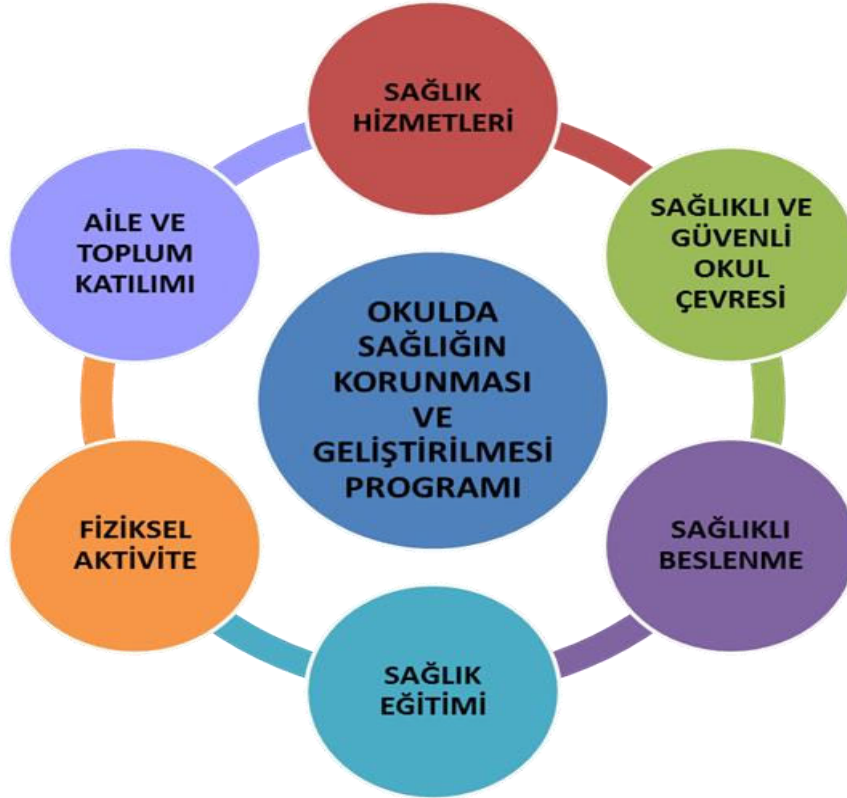 SAĞLIK
HİZMETLERİ
SAĞLIKLI VE
GÜVENLİ
OKUL
ÇEVRESİ
SAĞLIKLI
BESLENME
SAĞLIK
EĞİTİMİ
FİZİKSEL
AKTİVİTE
AİLE VE
TOPLUM
KATILIMI
OKULDA
SAĞLIĞIN
KORUNMASI
VE
GELİŞTİRİLMESİ
PROGRAMI